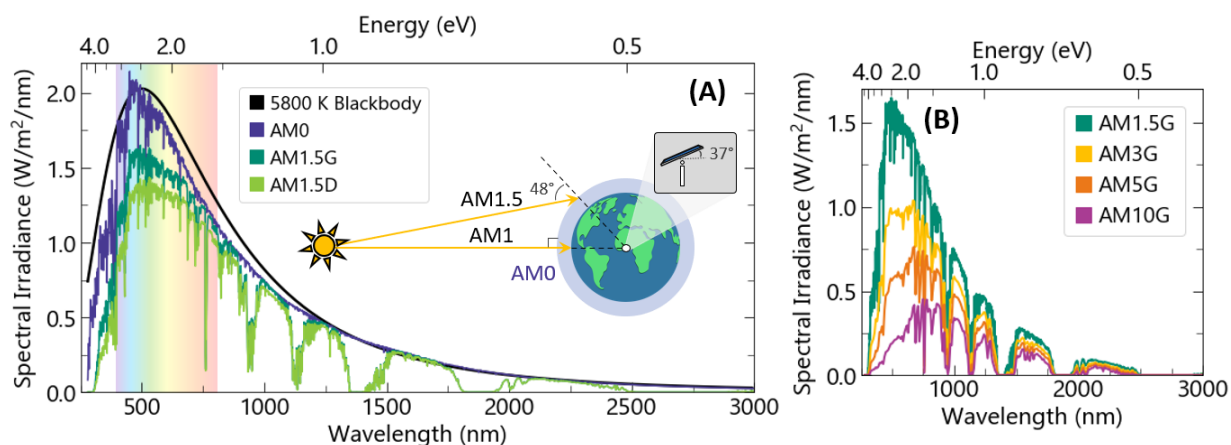 Energy (eV)
4.0 2.0 1.0 0.5
Spectral Irradiance (W/m²/nm)
2.0
1.5
1.0
0.5
0.0
(A)
5800 K Blackbody
AM0
AM1.5G
AM1.5D
37°
48°
AM1.5
AM1
AM0
500 1000 1500 2000 2500 3000
Wavelength (nm)
Energy (eV)
4.0 2.0 1.0 0.5
Spectral Irradiance (W/m²/nm)
1.5
1.0
0.5
0.0
(B)
AM1.5G
AM3G
AM5G
AM10G
1000 2000 3000
Wavelength (nm)